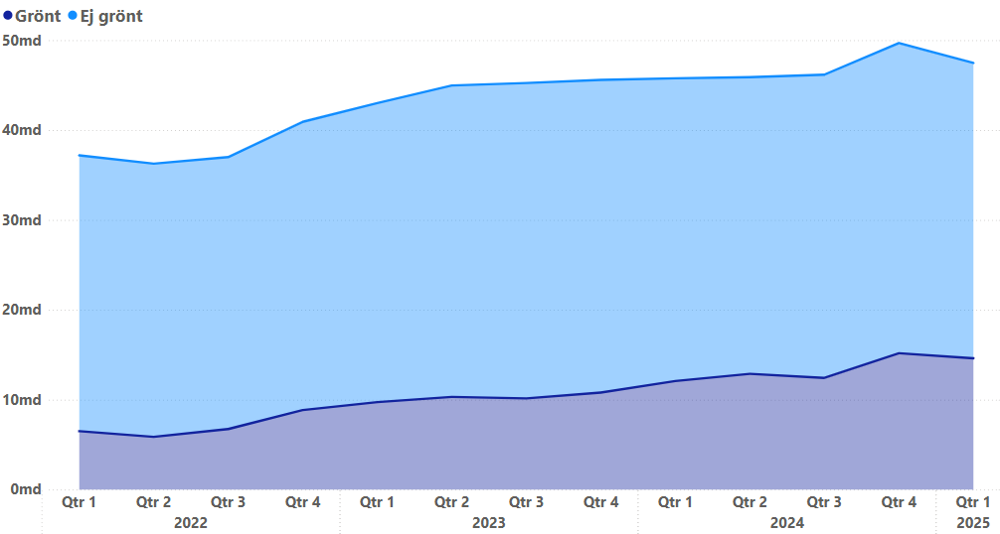 Grönt Ej grönt
50md
40md
30md
20md
10md
0md
Qtr 1 Qtr 2 Qtr 3 Qtr 4 Qtr 1 Qtr 2 Qtr 3 Qtr 4 Qtr 1 Qtr 2 Qtr 3 Qtr 4 Qtr 1
2022 2023 2024 2025